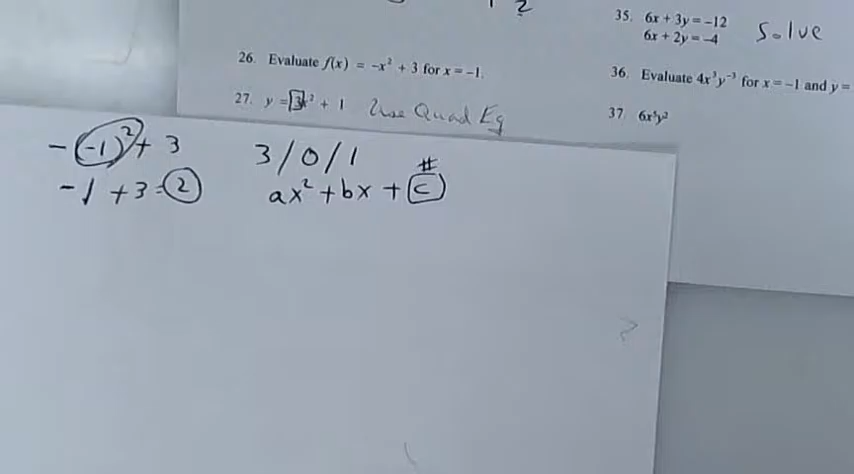 2
35. 6x + 3y = -12
6x + 2y = -4
Solve
26. Evaluate f(x) = -x² + 3 for x = -1.
36. Evaluate 4x³y⁻³ for x = -1 and y =
27. y = 3x² + 1
Use Quad Eq
37. 6x⁵y²
-(-1)² + 3
-1 + 3 = 2
3/0/1
#
ax² + bx + c